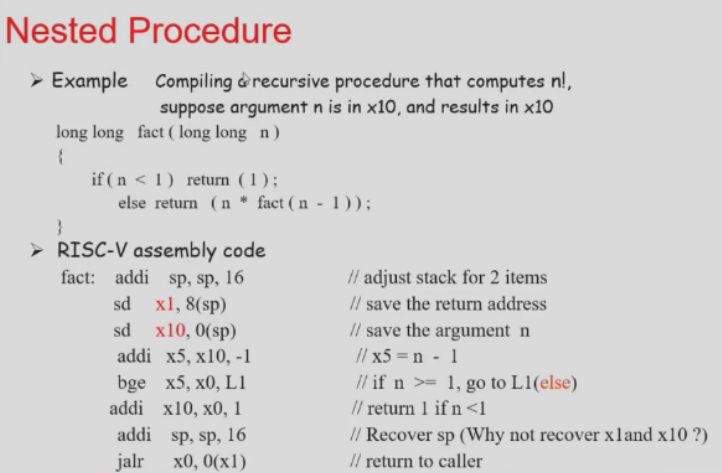 Nested Procedure
➢ Example Compiling a recursive procedure that computes n!,
suppose argument n is in x10, and results in x10
long long fact ( long long n )
{
if ( n < 1 ) return ( 1 ) ;
else return ( n * fact ( n - 1 ) ) ;
}
➢ RISC-V assembly code
fact: addi sp, sp, 16 // adjust stack for 2 items
sd x1, 8(sp) // save the return address
sd x10, 0(sp) // save the argument n
addi x5, x10, -1 // x5 = n - 1
bge x5, x0, L1 // if n >= 1, go to L1(else)
addi x10, x0, 1 // return 1 if n <1
addi sp, sp, 16 // Recover sp (Why not recover x1and x10 ?)
jalr x0, 0(x1) // return to caller